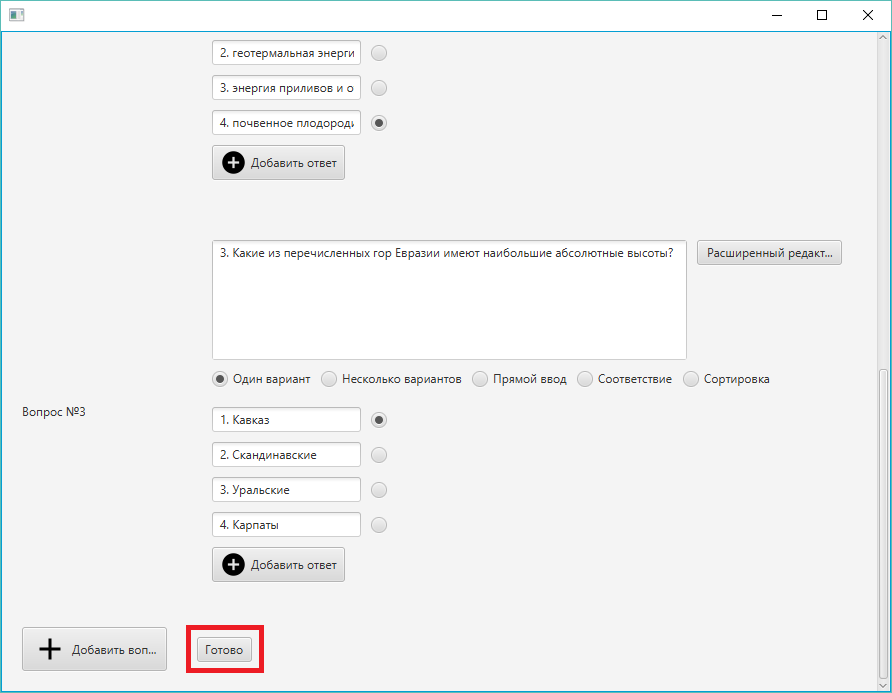 2. геотермальная энерги
3. энергия приливов и о
4. почвенное плодороди
Добавить ответ
3. Какие из перечисленных гор Евразии имеют наибольшие абсолютные высоты?
Расширенный редакт...
Один вариант Несколько вариантов Прямой ввод Соответствие Сортировка
Вопрос №3
1. Кавказ
2. Скандинавские
3. Уральские
4. Карпаты
Добавить ответ
Добавить воп...
Готово